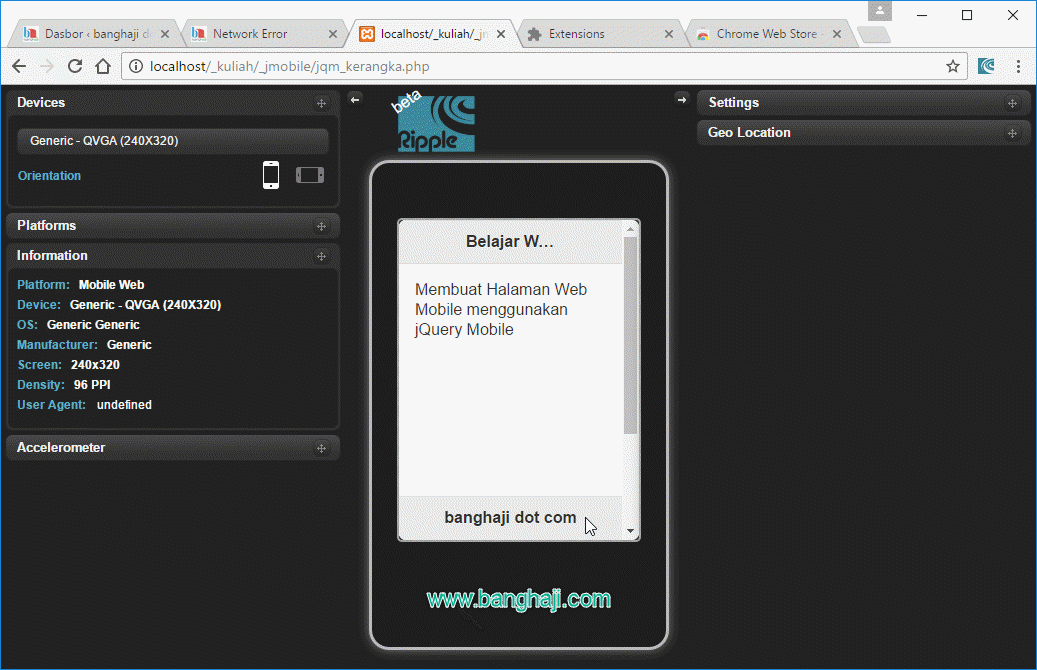 Dasbor ‹ banghaji d
Network Error
localhost/_kuliah/_jm
Extensions
Chrome Web Store -
localhost/_kuliah/_jmobile/jqm_kerangka.php
Devices
Generic - QVGA (240X320)
Orientation
Platforms
Information
Platform: Mobile Web
Device: Generic - QVGA (240X320)
OS: Generic Generic
Manufacturer: Generic
Screen: 240x320
Density: 96 PPI
User Agent: undefined
Accelerometer
beta
Ripple
Belajar W...
Membuat Halaman Web
Mobile menggunakan
jQuery Mobile
banghaji dot com
www.banghaji.com
Settings
Geo Location